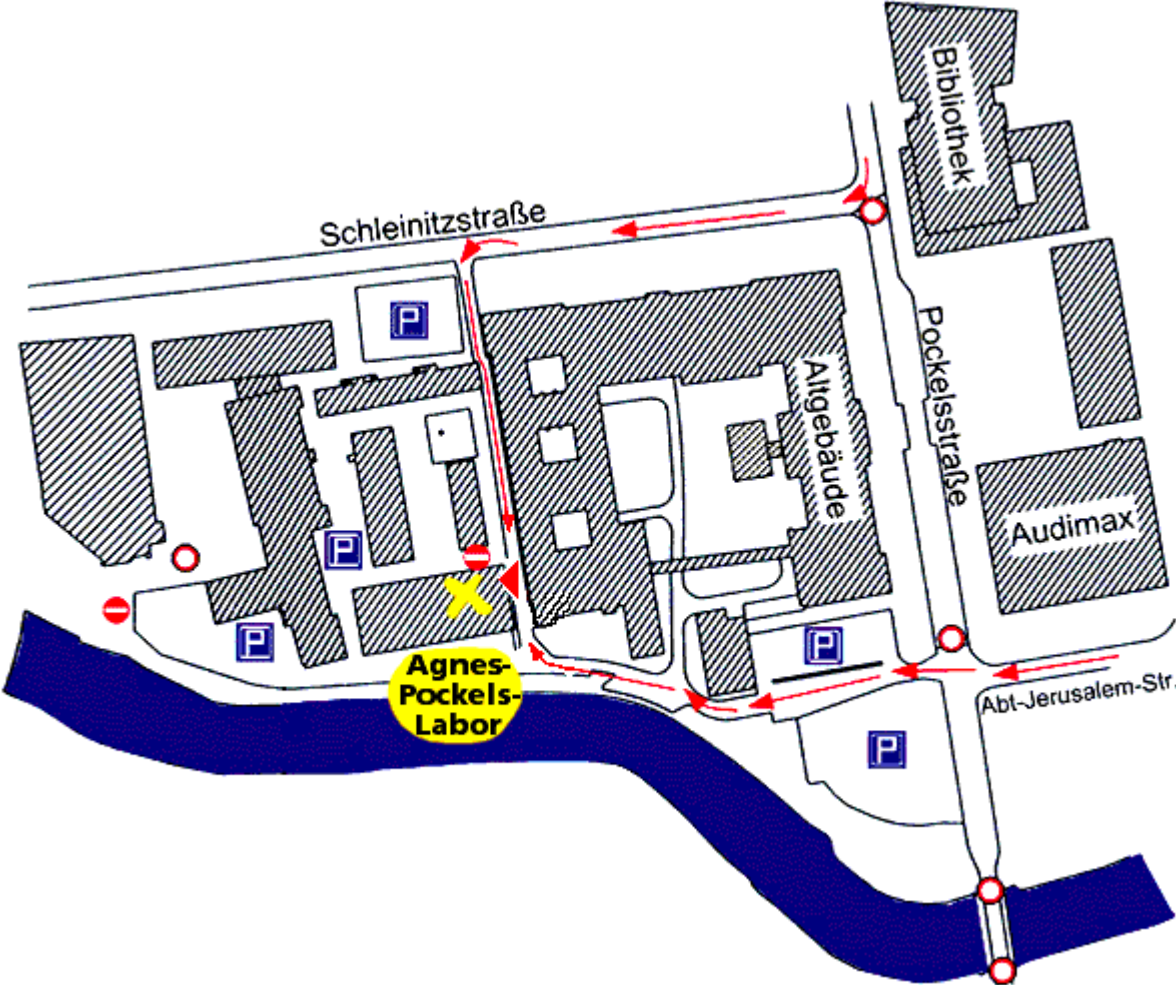 Bibliothek
Schleinitzstraße
P
Pockelsstraße
Altgebäude
Audimax
P
P
P
Agnes-
Pockels-
Labor
Abt-Jerusalem-Str.
P